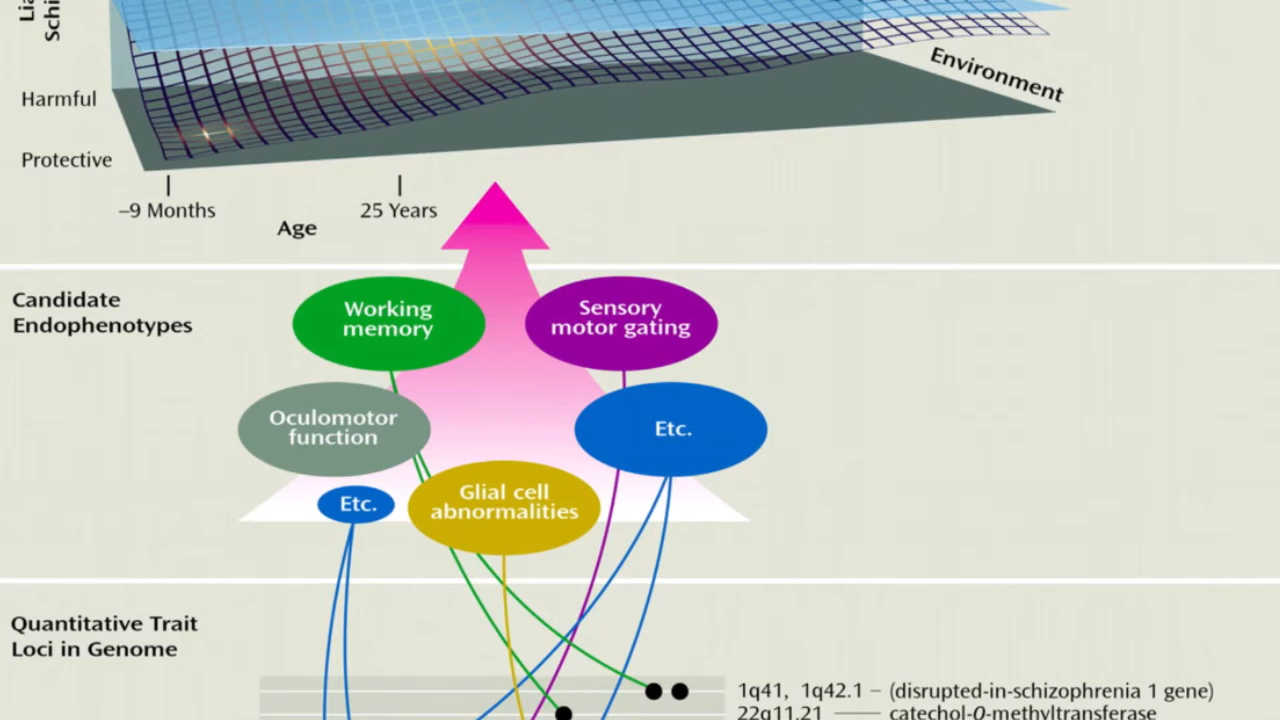 Harmful
Environment
Protective
–9 Months
25 Years
Age
Candidate
Endophenotypes
Working
memory
Sensory
motor gating
Oculomotor
function
Etc.
Etc.
Glial cell
abnormalities
Quantitative Trait
Loci in Genome
1q41, 1q42.1 – (disrupted-in-schizophrenia 1 gene)
22q11.21 —— catechol-O-methyltransferase